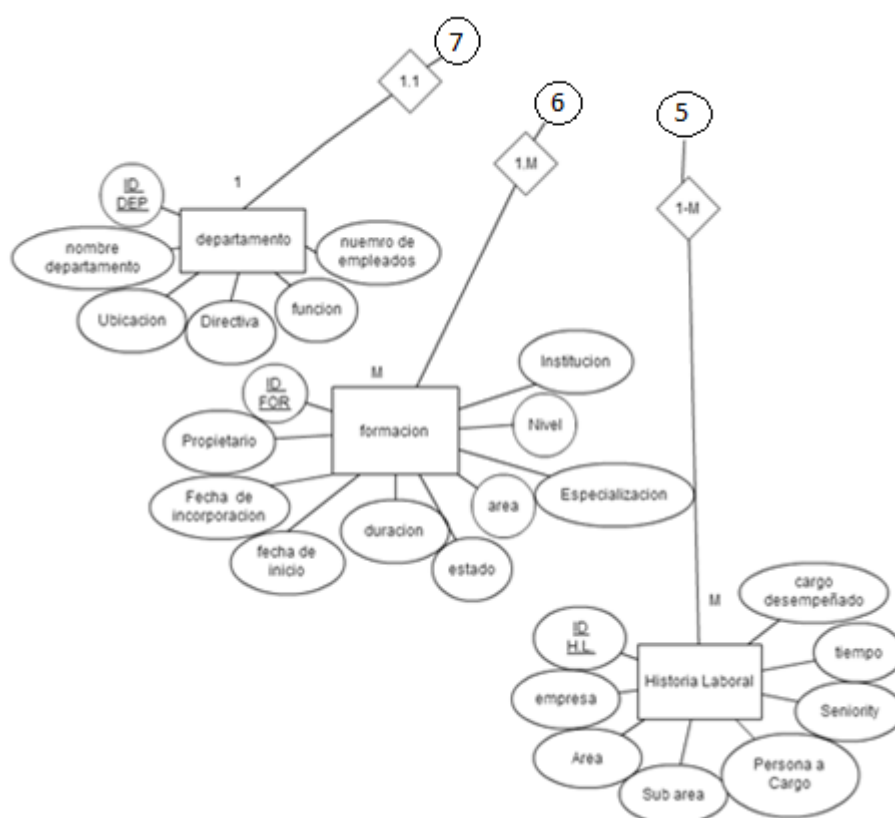 7
1.1
6
1.M
5
1-M
1
ID
DEP
departamento
nombre
departamento
nuemro de
empleados
Ubicacion
Directiva
funcion
M
ID
FOR
formacion
Institucion
Nivel
Propietario
Especializacion
Fecha de
incorporacion
area
duracion
fecha de
inicio
estado
M
cargo
desempeñado
ID
H.L.
Historia Laboral
tiempo
empresa
Seniority
Area
Sub area
Persona a
Cargo